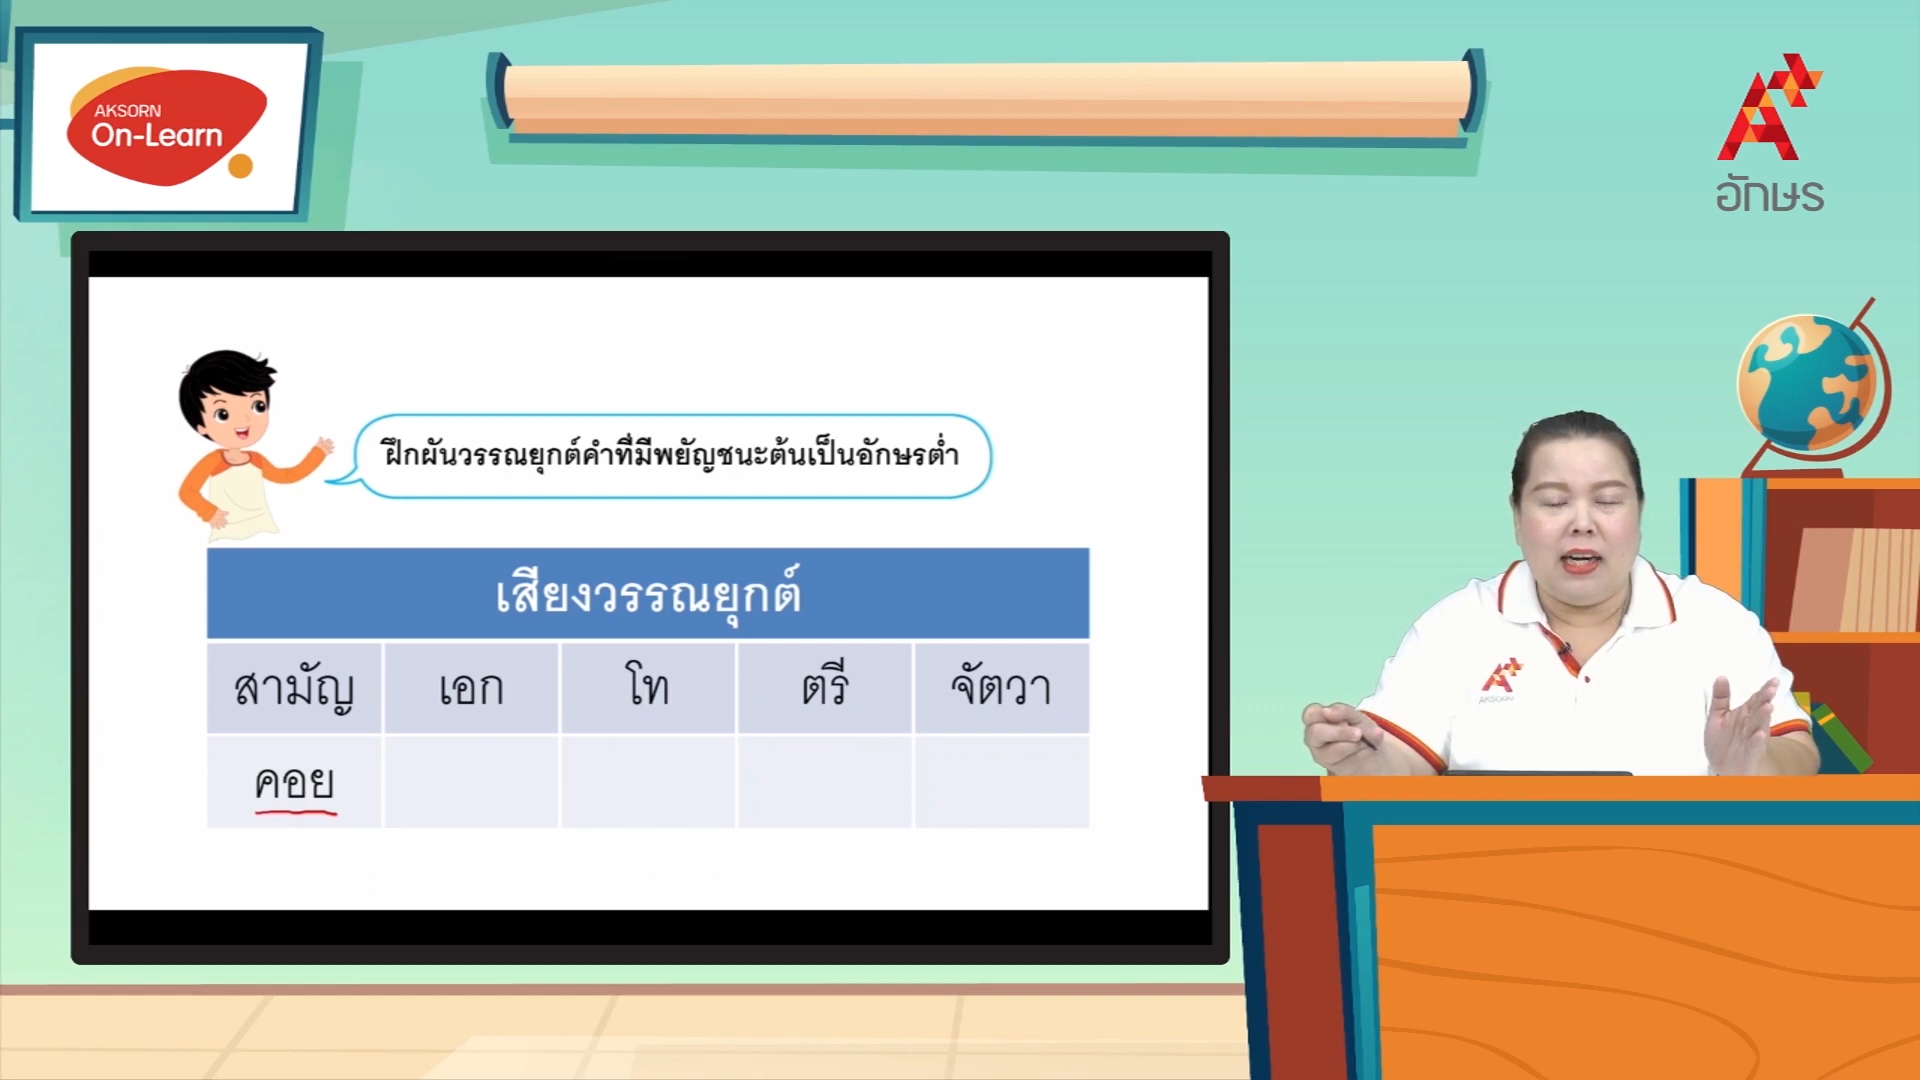 AKSORN
On-Learn
อักษร
ฝึกผันวรรณยุกต์คำที่มีพยัญชนะต้นเป็นอักษรต่ำ
เสียงวรรณยุกต์
สามัญ เอก โท ตรี จัตวา
คอย
AKSORN